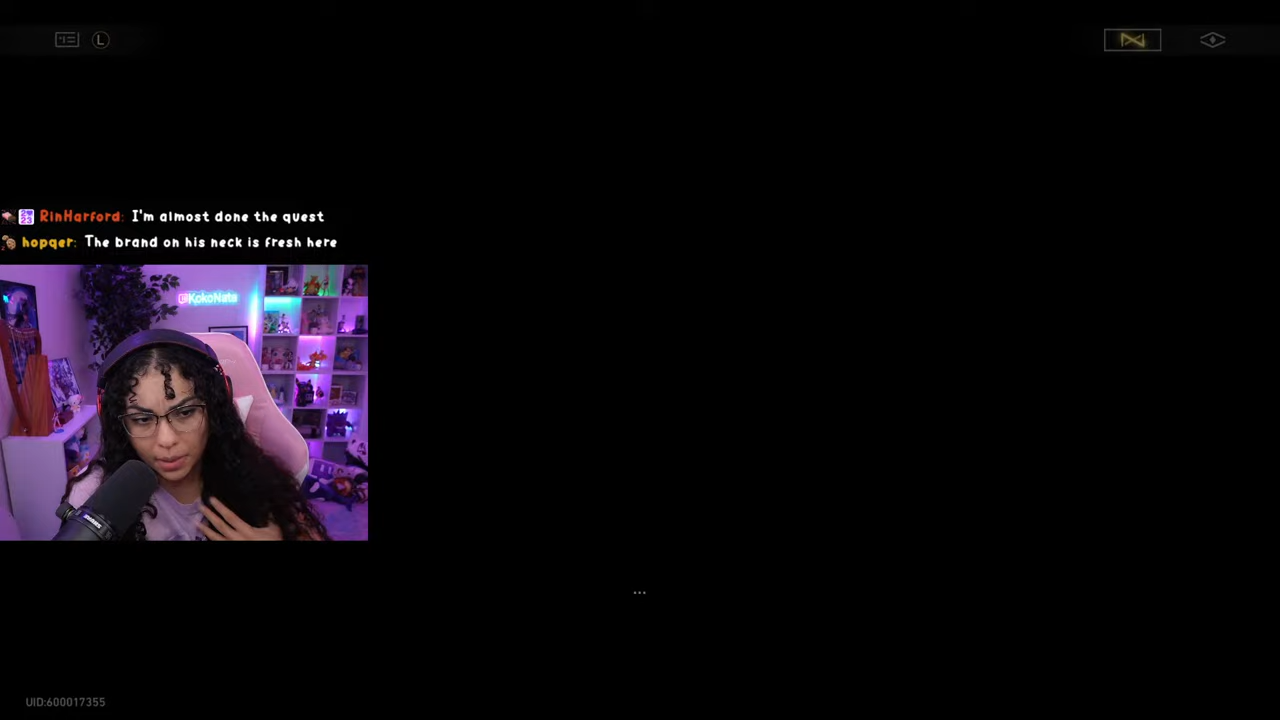 L
RinHarford: I'm almost done the quest
hopqer: The brand on his neck is fresh here
@KokoNata
...
UID:600017355